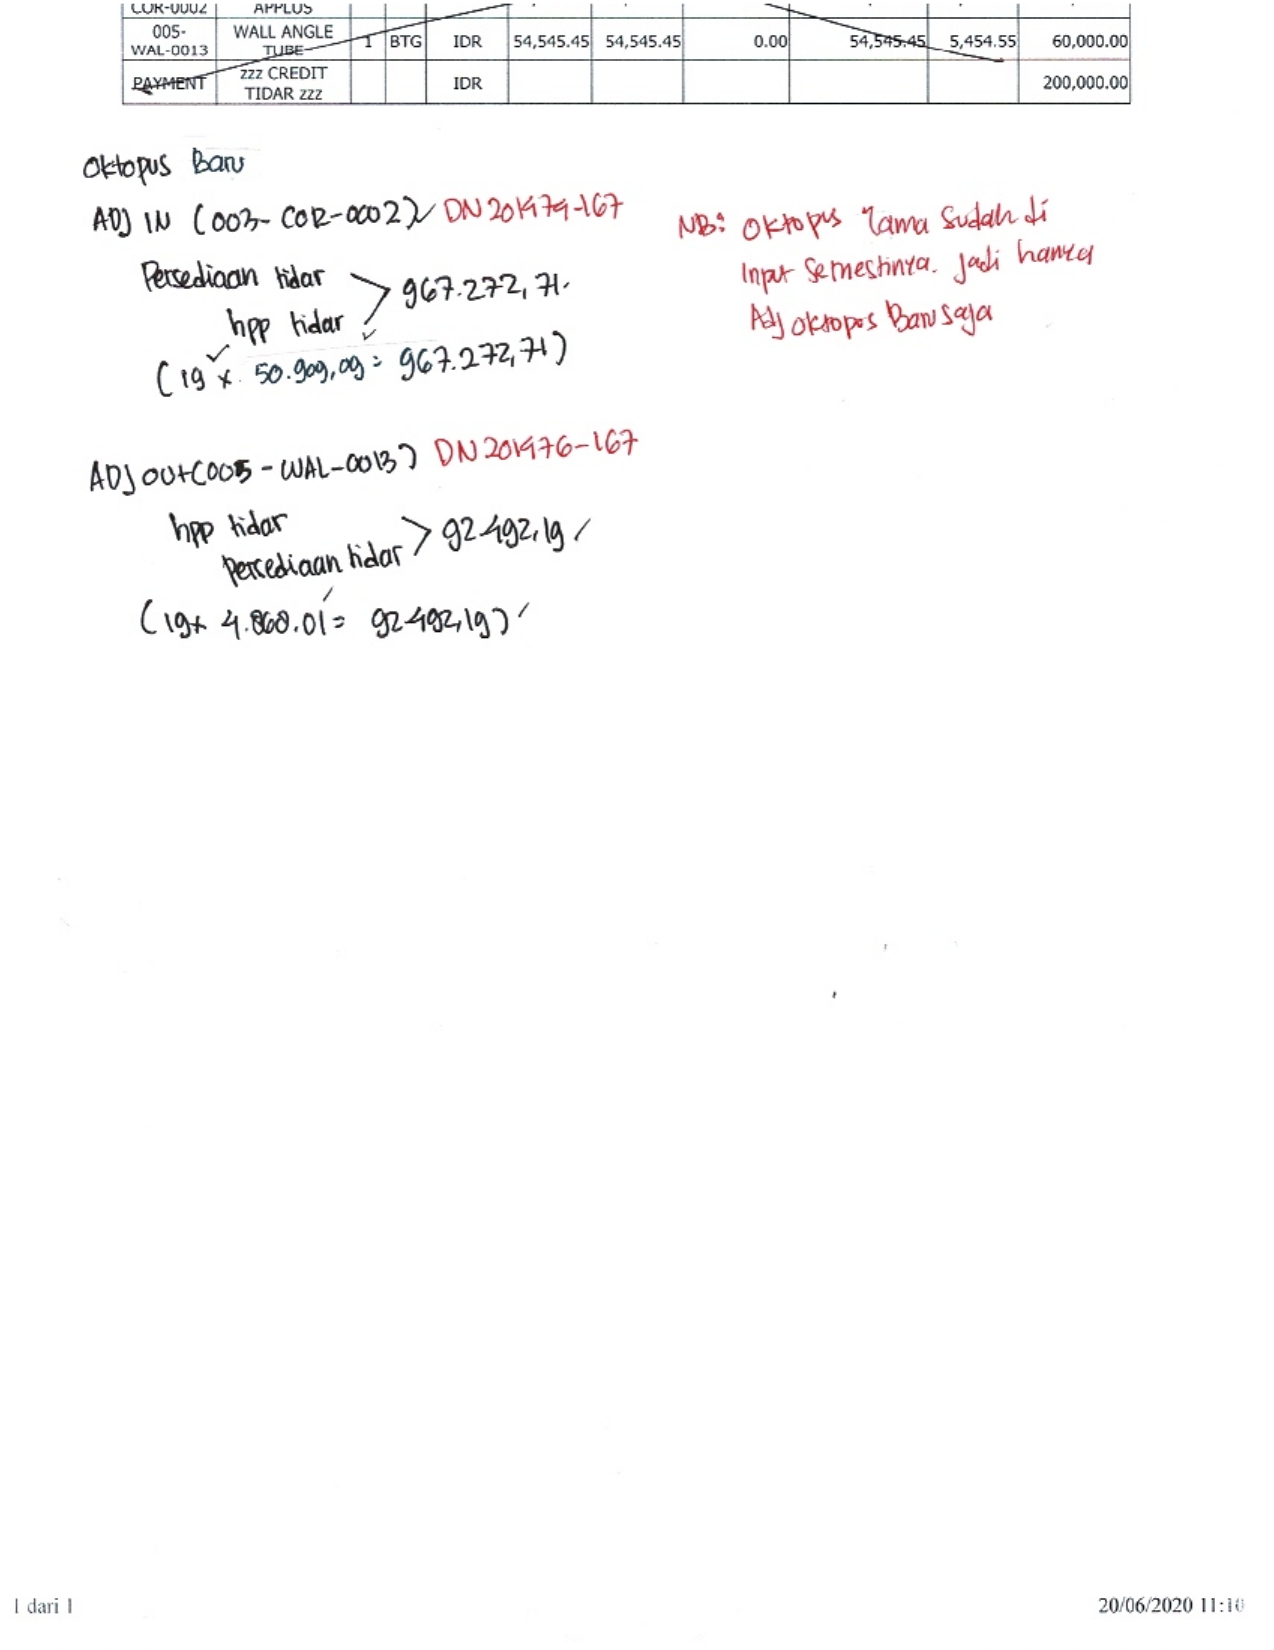 COR-0002 APPLUS
005-WAL-0013 WALL ANGLE TUBE 1 BTG IDR 54,545.45 54,545.45 0.00 54,545.45 5,454.55 60,000.00
PAYMENT zzz CREDIT TIDAR zzz IDR 200,000.00
Oktopus Baru
ADJ IN (003-COR-0002) DN 201474-167
Persediaan tidar
hpp tidar > 967.272,71.
(19 x 50.909,09 = 967.272,71)
NB: Oktopus lama sudah di
Input Semestinya. Jadi hanya
Adj oktopos Baru saja
ADJ out (005-WAL-0013) DN 201476-167
hpp tidar
Persediaan tidar > 92.492,19
(19x 4.868.01 = 92.492,19)
1 dari 1
20/06/2020 11:10